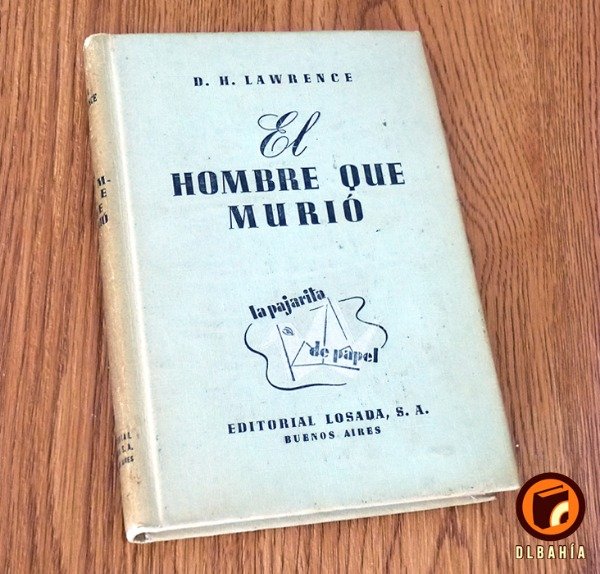 D. H. LAWRENCE
El
HOMBRE QUE
MURIÓ
la pajarita
de papel
EDITORIAL LOSADA, S. A.
BUENOS AIRES
DLBAHÍA